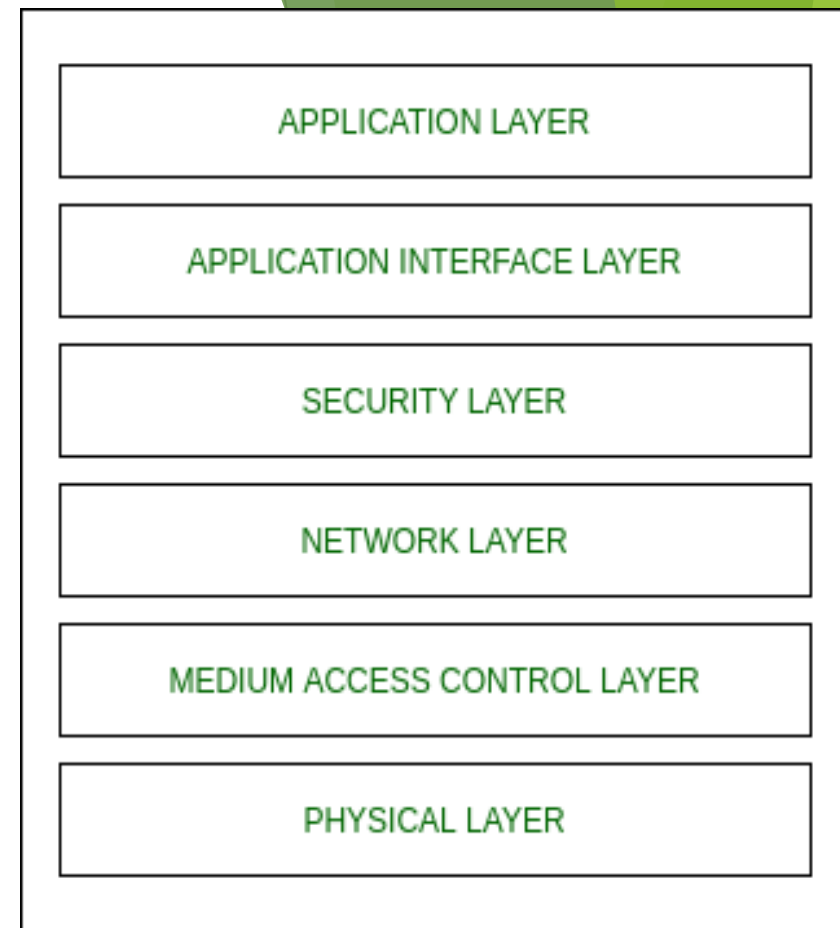 APPLICATION LAYER
APPLICATION INTERFACE LAYER
SECURITY LAYER
NETWORK LAYER
MEDIUM ACCESS CONTROL LAYER
PHYSICAL LAYER